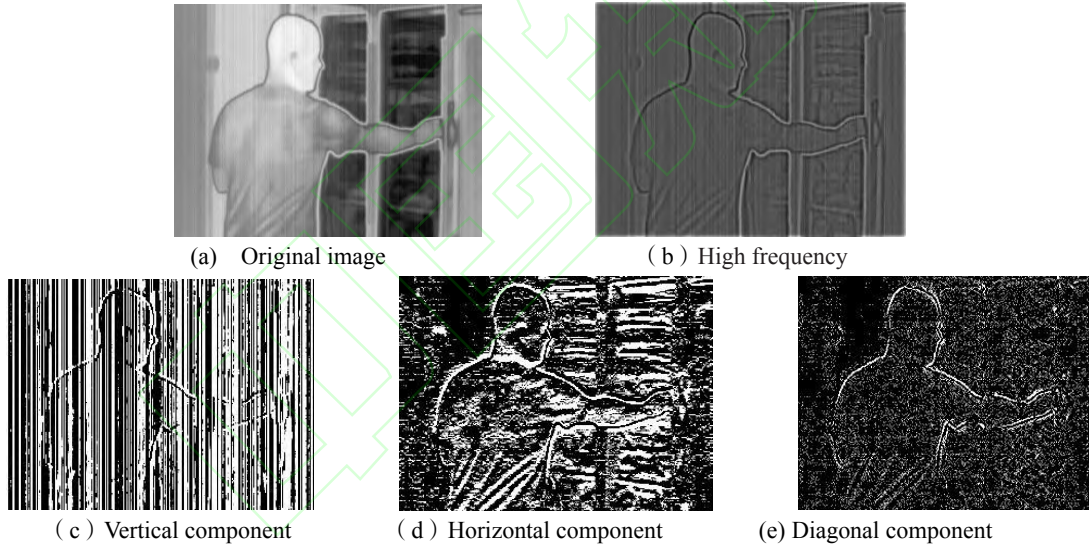 (a) Original image
（b）High frequency
（c）Vertical component
（d）Horizontal component
(e) Diagonal component